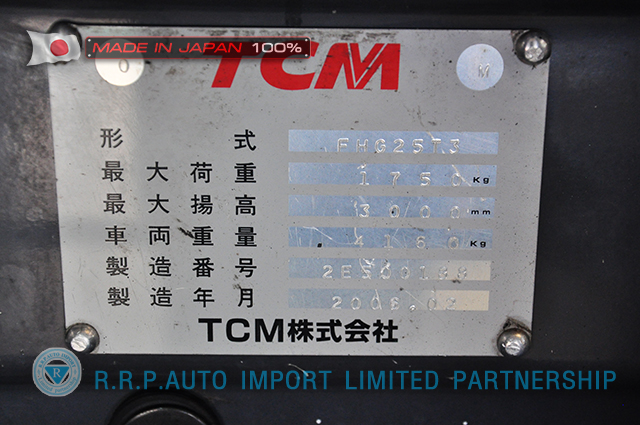 MADE IN JAPAN 100%
TCM
形式 FHG25T3
最大荷重 1750 Kg
最大揚高 3000 mm
車両重量 4160 Kg
製造番号
製造年月
TCM株式会社
R.R.P.AUTO IMPORT LIMITED PARTNERSHIP